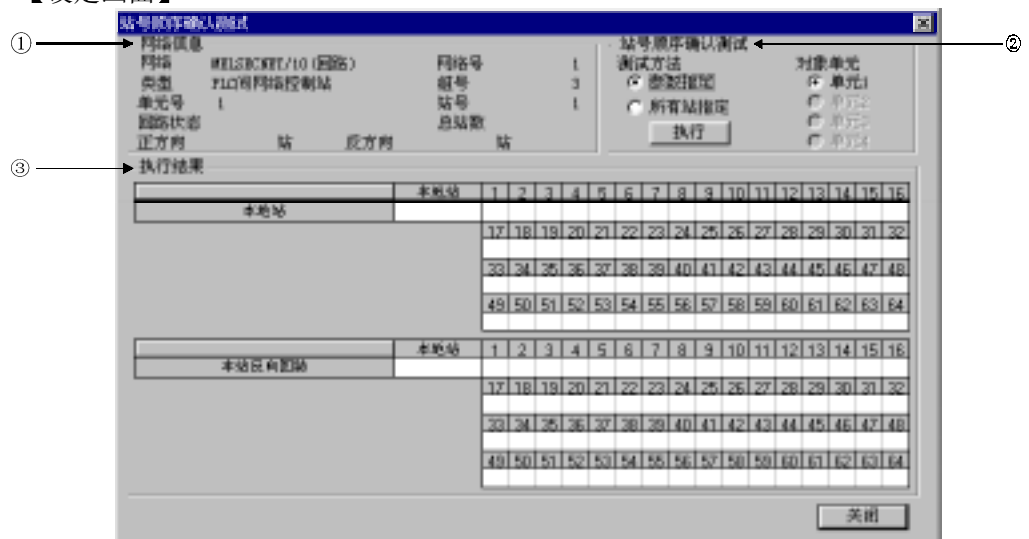 站号顺序确认测试
①
网络信息
网络 MELSECNET/10(回路) 网络号 1
类型 PLC间网络控制站 组号 3
单元号 1 站号 1
回路状态 总站数
正方向 站 反方向 站
站号顺序确认测试
②
测试方法 对象单元
整数指定 单元1
所有站指定 单元2
执行 单元3
单元4
③
执行结果
本地站 1 2 3 4 5 6 7 8 9 10 11 12 13 14 15 16
本地站
17 18 19 20 21 22 23 24 25 26 27 28 29 30 31 32
33 34 35 36 37 38 39 40 41 42 43 44 45 46 47 48
49 50 51 52 53 54 55 56 57 58 59 60 61 62 63 64
本地站 1 2 3 4 5 6 7 8 9 10 11 12 13 14 15 16
本站反向回路
17 18 19 20 21 22 23 24 25 26 27 28 29 30 31 32
33 34 35 36 37 38 39 40 41 42 43 44 45 46 47 48
49 50 51 52 53 54 55 56 57 58 59 60 61 62 63 64
关闭